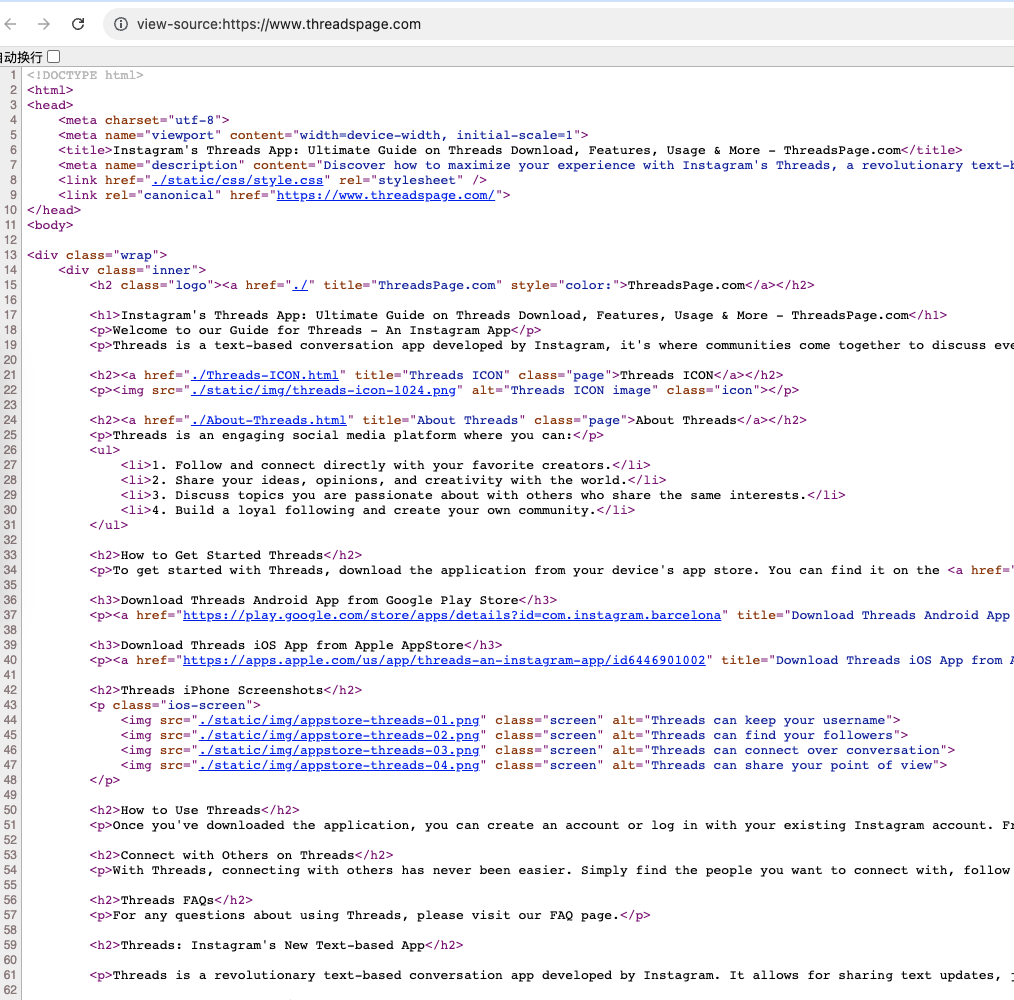 view-source:https://www.threadspage.com
自动换行
1 <!DOCTYPE html>
2 <html>
3 <head>
4 <meta charset="utf-8">
5 <meta name="viewport" content="width=device-width, initial-scale=1">
6 <title>Instagram's Threads App: Ultimate Guide on Threads Download, Features, Usage & More - ThreadsPage.com</title>
7 <meta name="description" content="Discover how to maximize your experience with Instagram's Threads, a revolutionary text-
8 <link href="./static/css/style.css" rel="stylesheet" />
9 <link rel="canonical" href="https://www.threadspage.com/">
10 </head>
11 <body>
12
13 <div class="wrap">
14 <div class="inner">
15 <h2 class="logo"><a href="./" title="ThreadsPage.com" style="color:">ThreadsPage.com</a></h2>
16
17 <h1>Instagram's Threads App: Ultimate Guide on Threads Download, Features, Usage & More - ThreadsPage.com</h1>
18 <p>Welcome to our Guide for Threads - An Instagram App</p>
19 <p>Threads is a text-based conversation app developed by Instagram, it's where communities come together to discuss eve
20
21 <h2><a href="./Threads-ICON.html" title="Threads ICON" class="page">Threads ICON</a></h2>
22 <p><img src="./static/img/threads-icon-1024.png" alt="Threads ICON image" class="icon"></p>
23
24 <h2><a href="./About-Threads.html" title="About Threads" class="page">About Threads</a></h2>
25 <p>Threads is an engaging social media platform where you can:</p>
26 <ul>
27 <li>1. Follow and connect directly with your favorite creators.</li>
28 <li>2. Share your ideas, opinions, and creativity with the world.</li>
29 <li>3. Discuss topics you are passionate about with others who share the same interests.</li>
30 <li>4. Build a loyal following and create your own community.</li>
31 </ul>
32
33 <h2>How to Get Started Threads</h2>
34 <p>To get started with Threads, download the application from your device's app store. You can find it on the <a href="
35
36 <h3>Download Threads Android App from Google Play Store</h3>
37 <p><a href="https://play.google.com/store/apps/details?id=com.instagram.barcelona" title="Download Threads Android App
38
39 <h3>Download Threads iOS App from Apple AppStore</h3>
40 <p><a href="https://apps.apple.com/us/app/threads-an-instagram-app/id6446901002" title="Download Threads iOS App from A
41
42 <h2>Threads iPhone Screenshots</h2>
43 <p class="ios-screen">
44 <img src="./static/img/appstore-threads-01.png" class="screen" alt="Threads can keep your username">
45 <img src="./static/img/appstore-threads-02.png" class="screen" alt="Threads can find your followers">
46 <img src="./static/img/appstore-threads-03.png" class="screen" alt="Threads can connect over conversation">
47 <img src="./static/img/appstore-threads-04.png" class="screen" alt="Threads can share your point of view">
48 </p>
49
50 <h2>How to Use Threads</h2>
51 <p>Once you've downloaded the application, you can create an account or log in with your existing Instagram account. Fr
52
53 <h2>Connect with Others on Threads</h2>
54 <p>With Threads, connecting with others has never been easier. Simply find the people you want to connect with, follow
55
56 <h2>Threads FAQs</h2>
57 <p>For any questions about using Threads, please visit our FAQ page.</p>
58
59 <h2>Threads: Instagram's New Text-based App</h2>
60
61 <p>Threads is a revolutionary text-based conversation app developed by Instagram. It allows for sharing text updates,
62